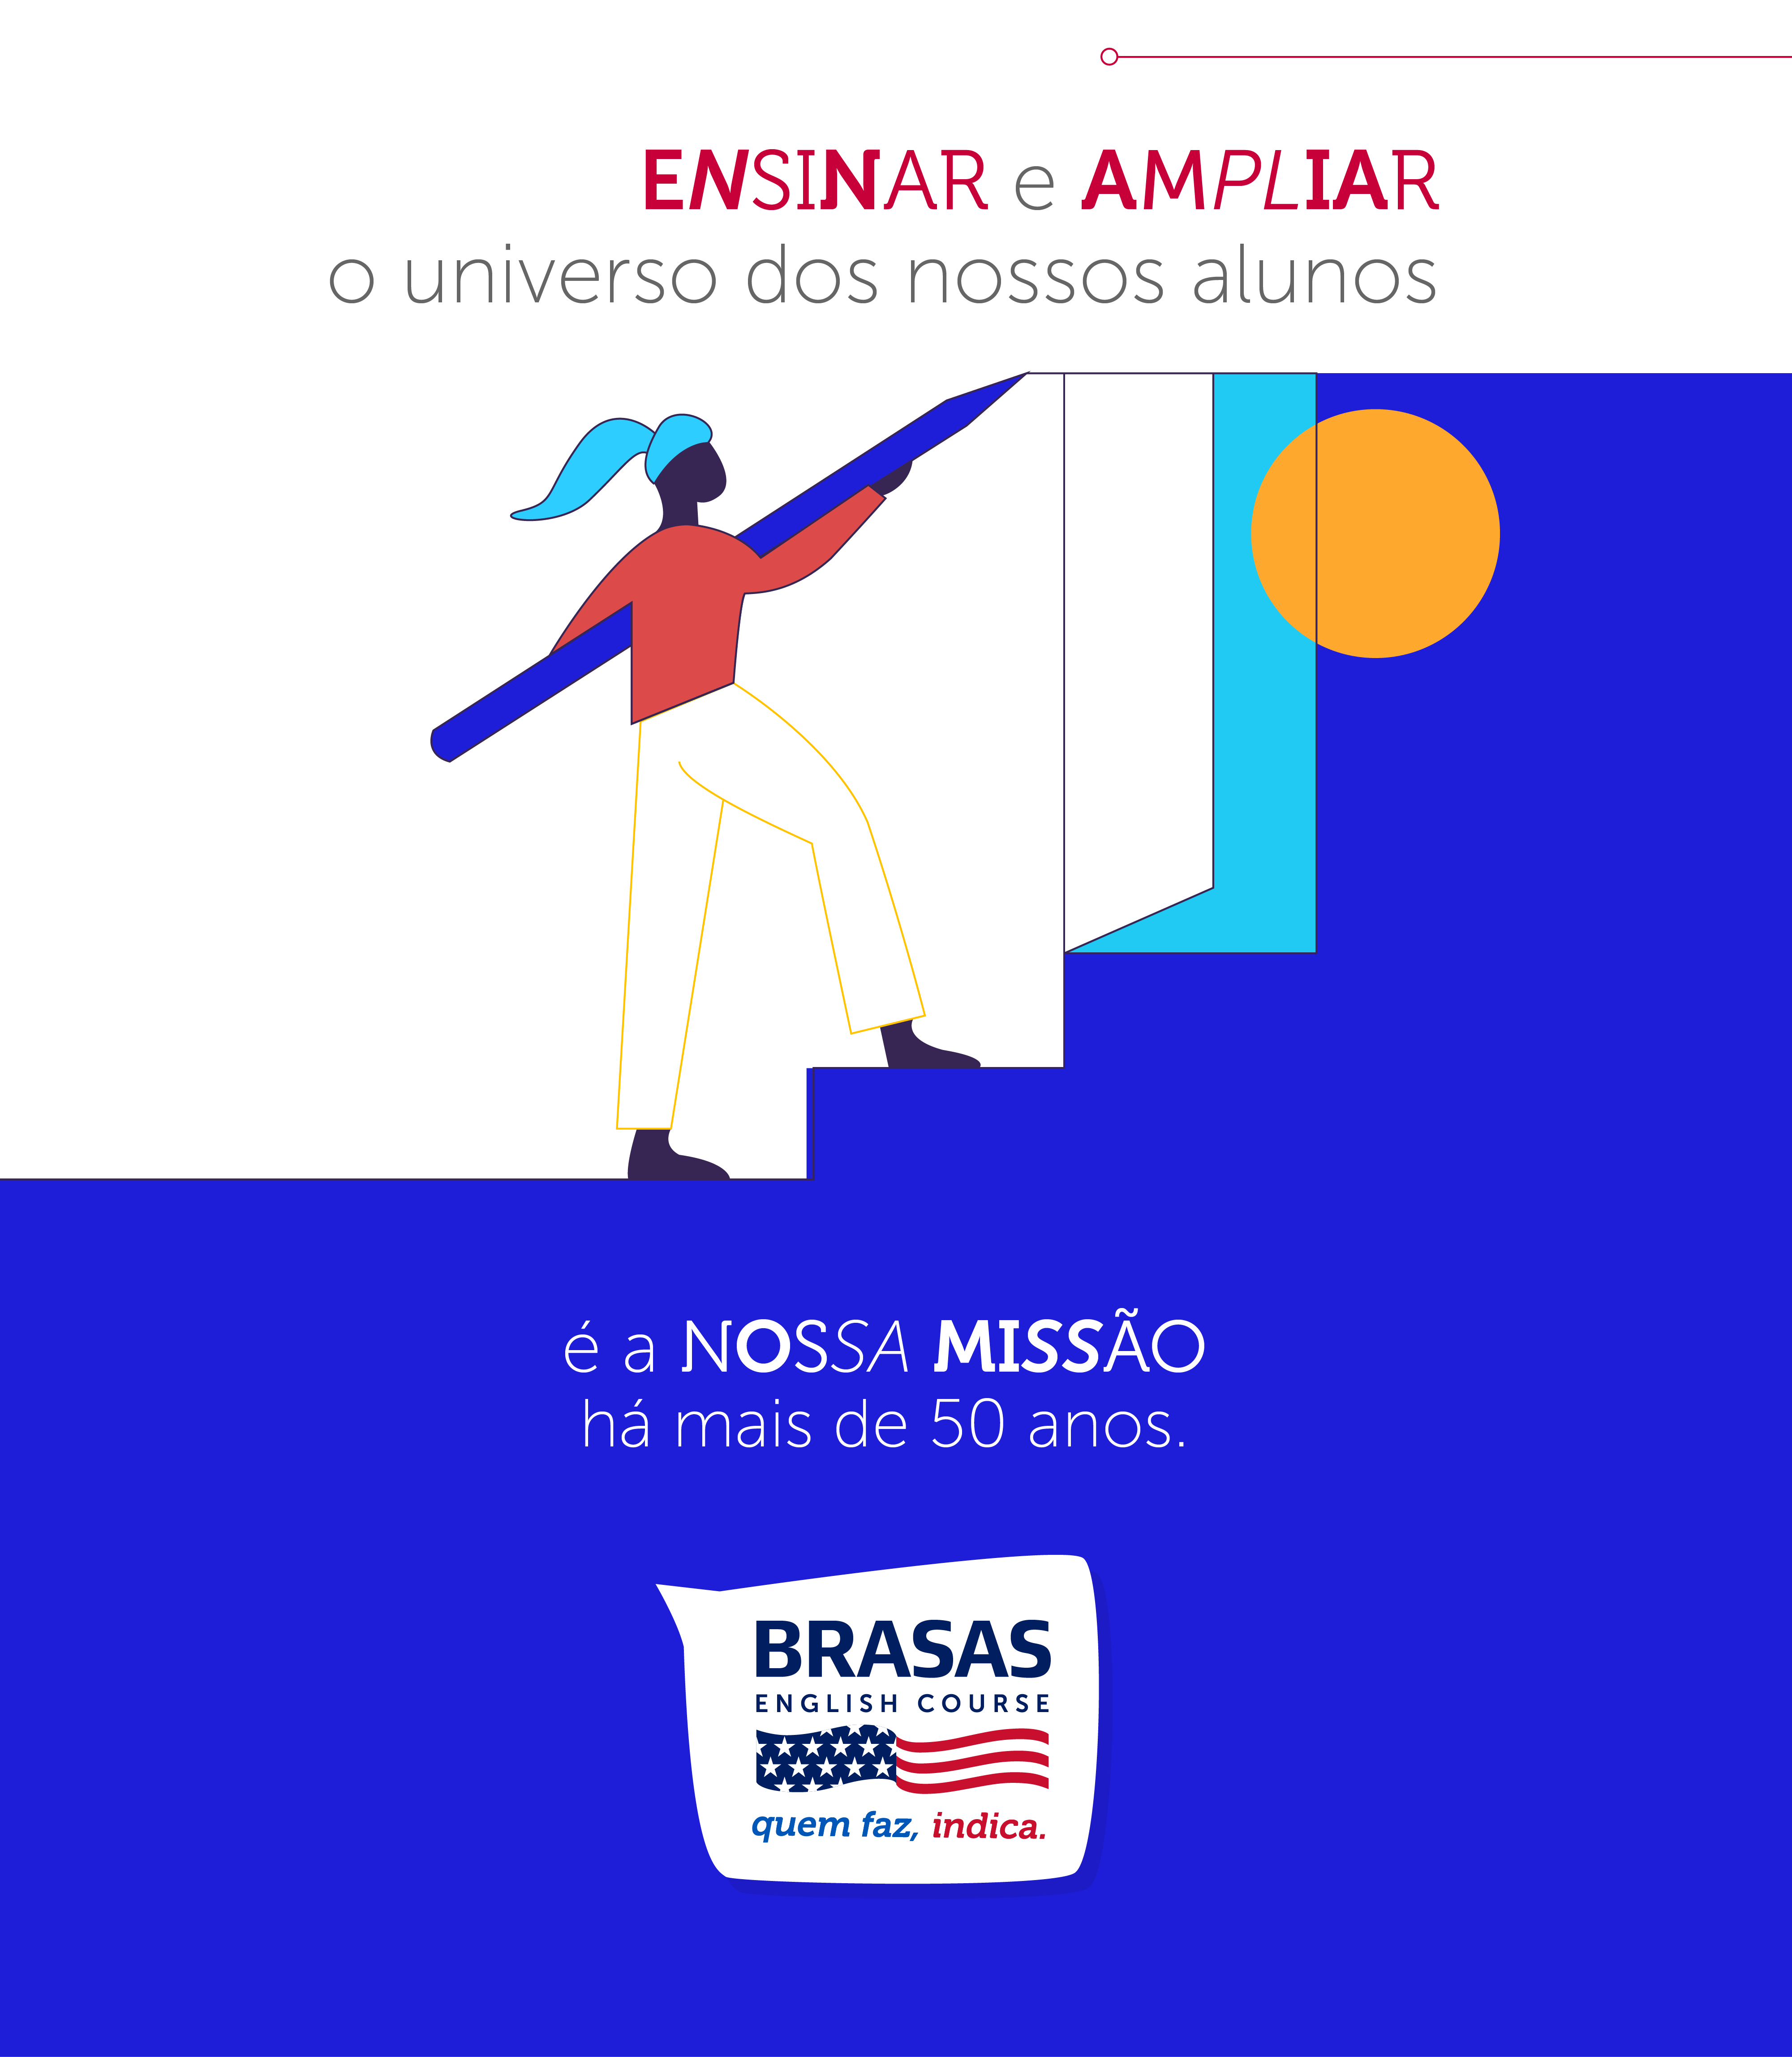 ENSINAR e AMPLIAR
o universo dos nossos alunos
é a NOSSA MISSÃO
há mais de 50 anos.
BRASAS
ENGLISH COURSE
quem faz, indica.